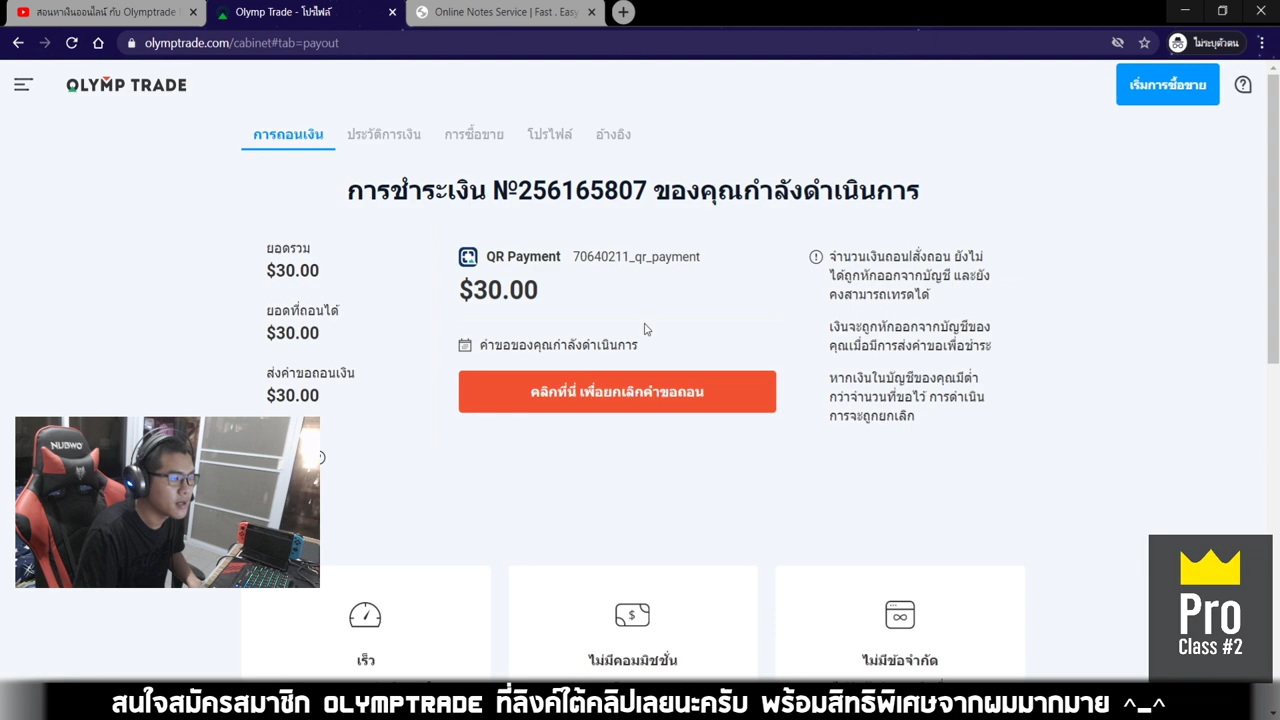 สอนหาเงินออนไลน์ กับ Olymptrade
Olymp Trade - โปรไฟล์
Online Notes Service | Fast . Easy
olymptrade.com/cabinet#tab=payout
ไม่ระบุตัวตน
OLYMP TRADE
เริ่มการซื้อขาย
การถอนเงิน ประวัติการเงิน การซื้อขาย โปรไฟล์ อ้างอิง
การชำระเงิน №256165807 ของคุณกำลังดำเนินการ
ยอดรวม
$30.00
ยอดที่ถอนได้
$30.00
ส่งคำขอถอนเงิน
$30.00
QR Payment 70640211_qr_payment
$30.00
คำขอของคุณกำลังดำเนินการ
คลิกที่นี่ เพื่อยกเลิกคำขอถอน
จำนวนเงินถอน/สั่งถอน ยังไม่
ได้ถูกหักออกจากบัญชี และยัง
คงสามารถเทรดได้
เงินจะถูกหักออกจากบัญชีของ
คุณเมื่อมีการส่งคำขอเพื่อชำระ
หากเงินในบัญชีของคุณมีต่ำ
กว่าจำนวนที่ขอไว้ การดำเนิน
การจะถูกยกเลิก
NUBWO
เร็ว
ไม่มีคอมมิชชั่น
ไม่มีข้อจำกัด
Pro
Class #2
สนใจสมัครสมาชิก OLYMPTRADE ที่ลิงค์ใต้คลิปเลยนะครับ พร้อมสิทธิพิเศษจากผมมากมาย ^_^